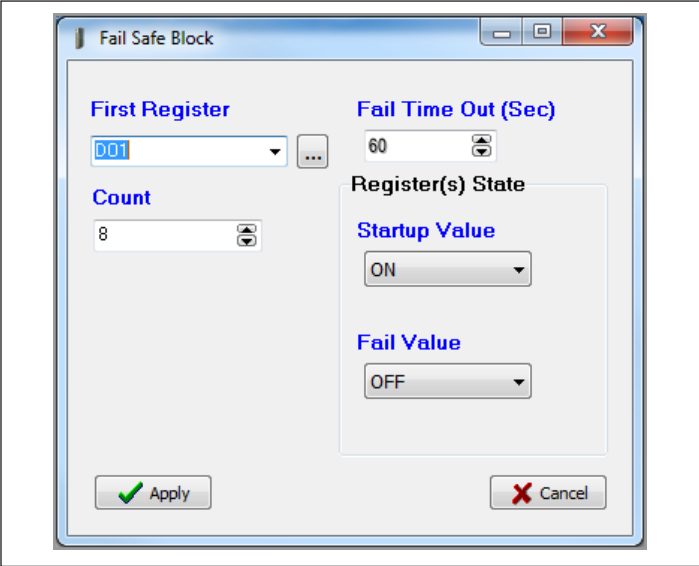 Fail Safe Block
First Register
DO1
...
Fail Time Out (Sec)
60
Count
8
Register(s) State
Startup Value
ON
Fail Value
OFF
Apply
Cancel